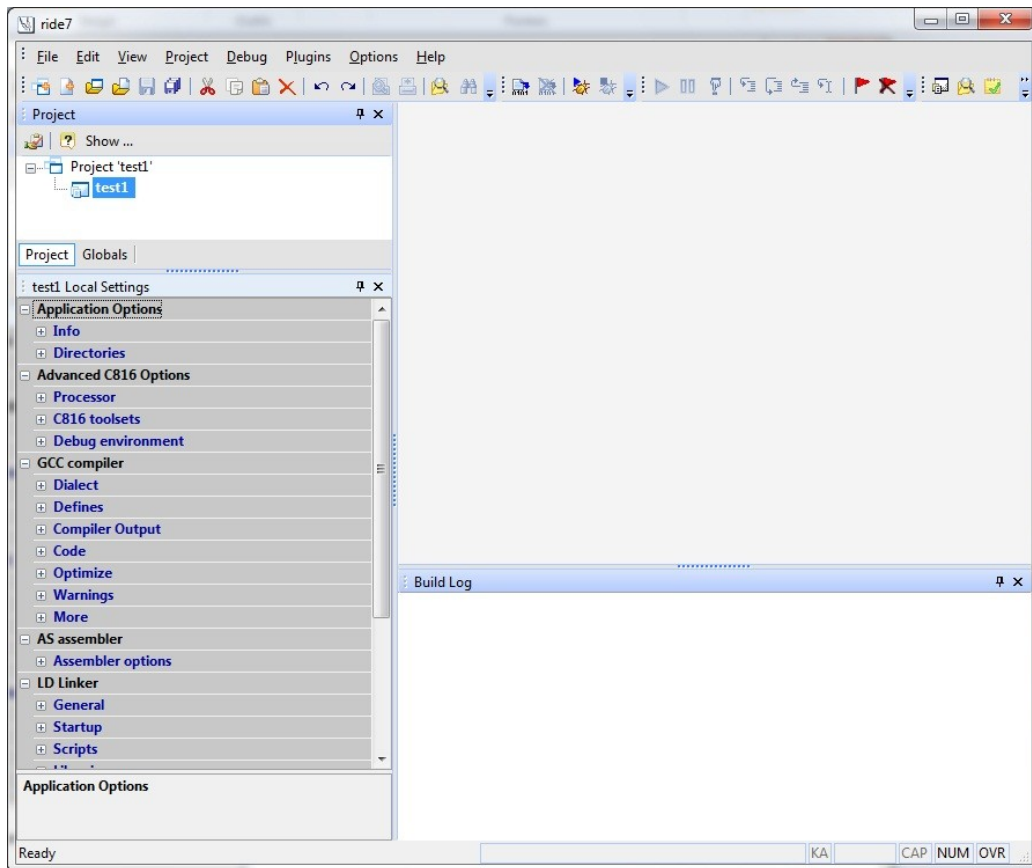 ride7
File Edit View Project Debug Plugins Options Help
Project
Show ...
Project 'test1'
test1
Project Globals
test1 Local Settings
Application Options
Info
Directories
Advanced C816 Options
Processor
C816 toolsets
Debug environment
GCC compiler
Dialect
Defines
Compiler Output
Code
Optimize
Warnings
More
AS assembler
Assembler options
LD Linker
General
Startup
Scripts
Application Options
Build Log
Ready
KA CAP NUM OVR